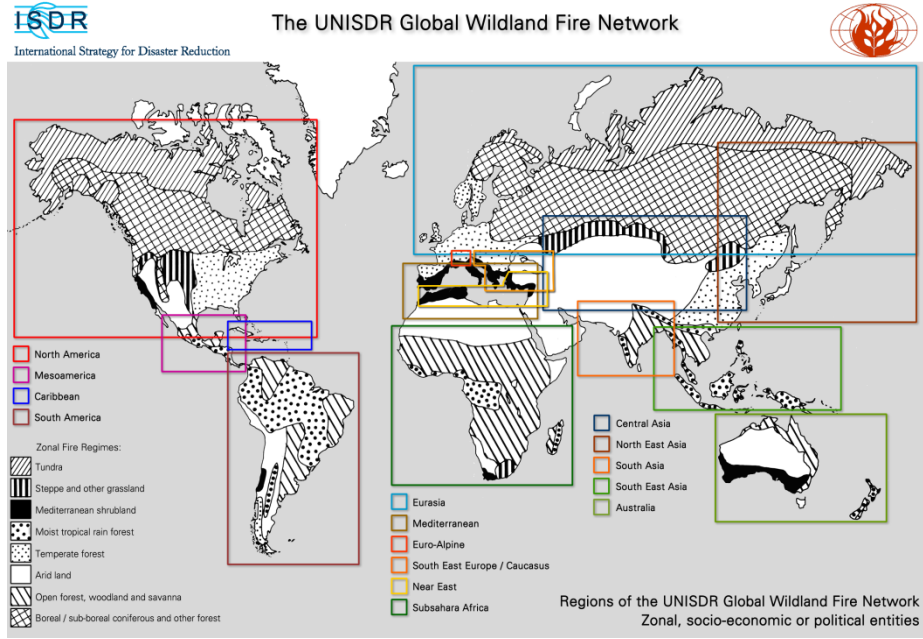 ISDR
International Strategy for Disaster Reduction
The UNISDR Global Wildland Fire Network
North America
Mesoamerica
Caribbean
South America
Zonal Fire Regimes:
Tundra
Steppe and other grassland
Mediterranean shrubland
Moist tropical rain forest
Temperate forest
Arid land
Open forest, woodland and savanna
Boreal / sub-boreal coniferous and other forest
Eurasia
Mediterranean
Euro-Alpine
South East Europe / Caucasus
Near East
Subsahara Africa
Central Asia
North East Asia
South Asia
South East Asia
Australia
Regions of the UNISDR Global Wildland Fire Network
Zonal, socio-economic or political entities